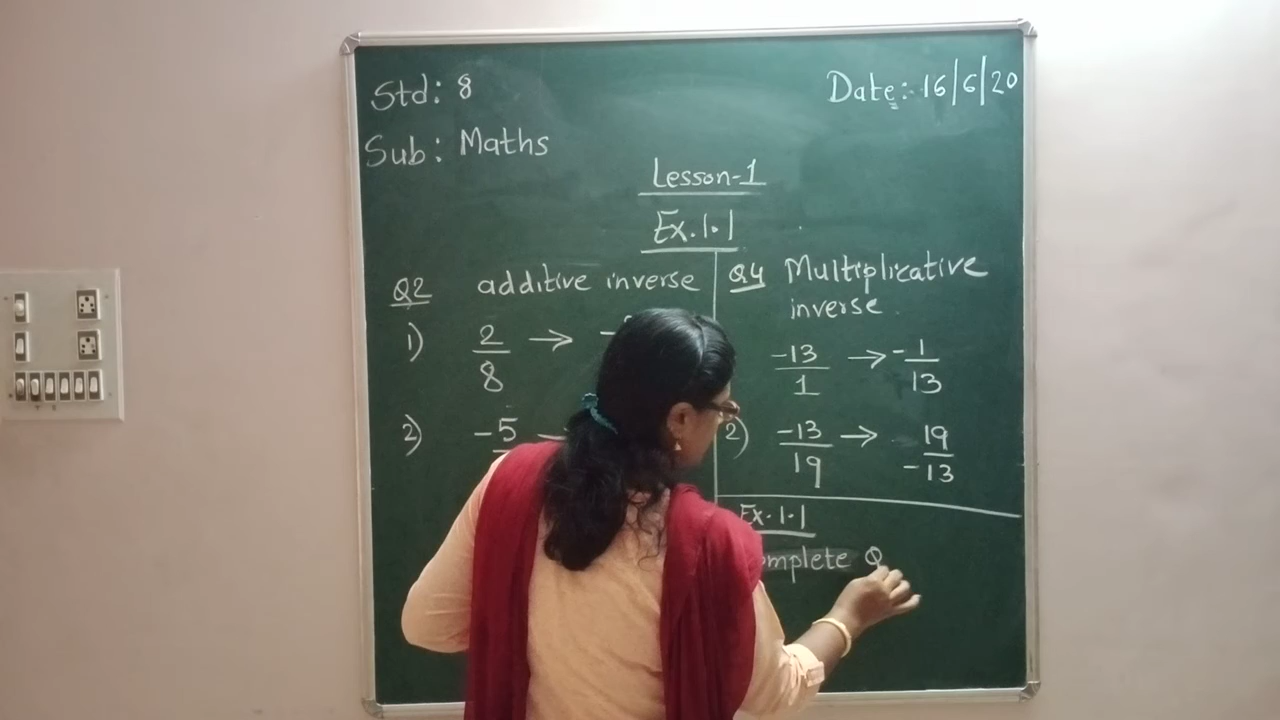 Std: 8
Date: 16/6/20
Sub: Maths
Lesson-1
Ex.1.1
Q2 additive inverse
1) 2/8 →
2) -5
Q4 Multiplicative
inverse
-13/1 → -1/13
2) -13/19 → 19/-13
Ex.1.1
omplete Q